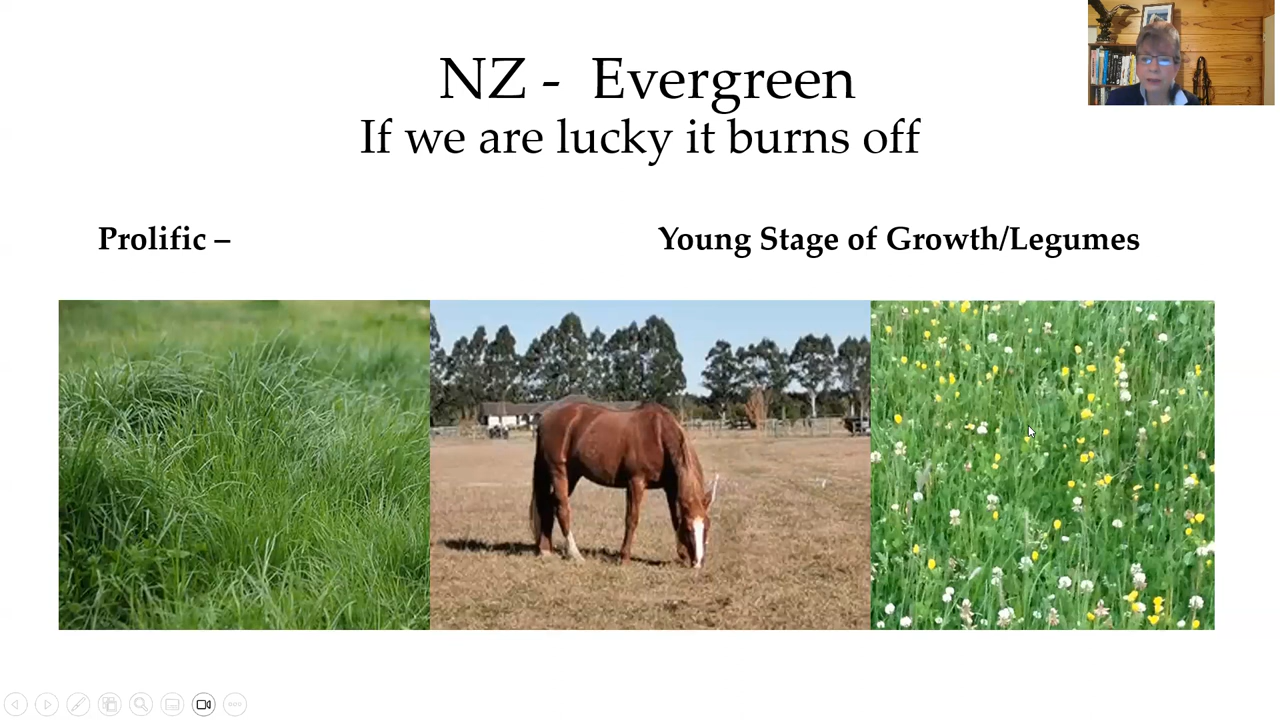 NZ - Evergreen
If we are lucky it burns off
Prolific –
Young Stage of Growth/Legumes